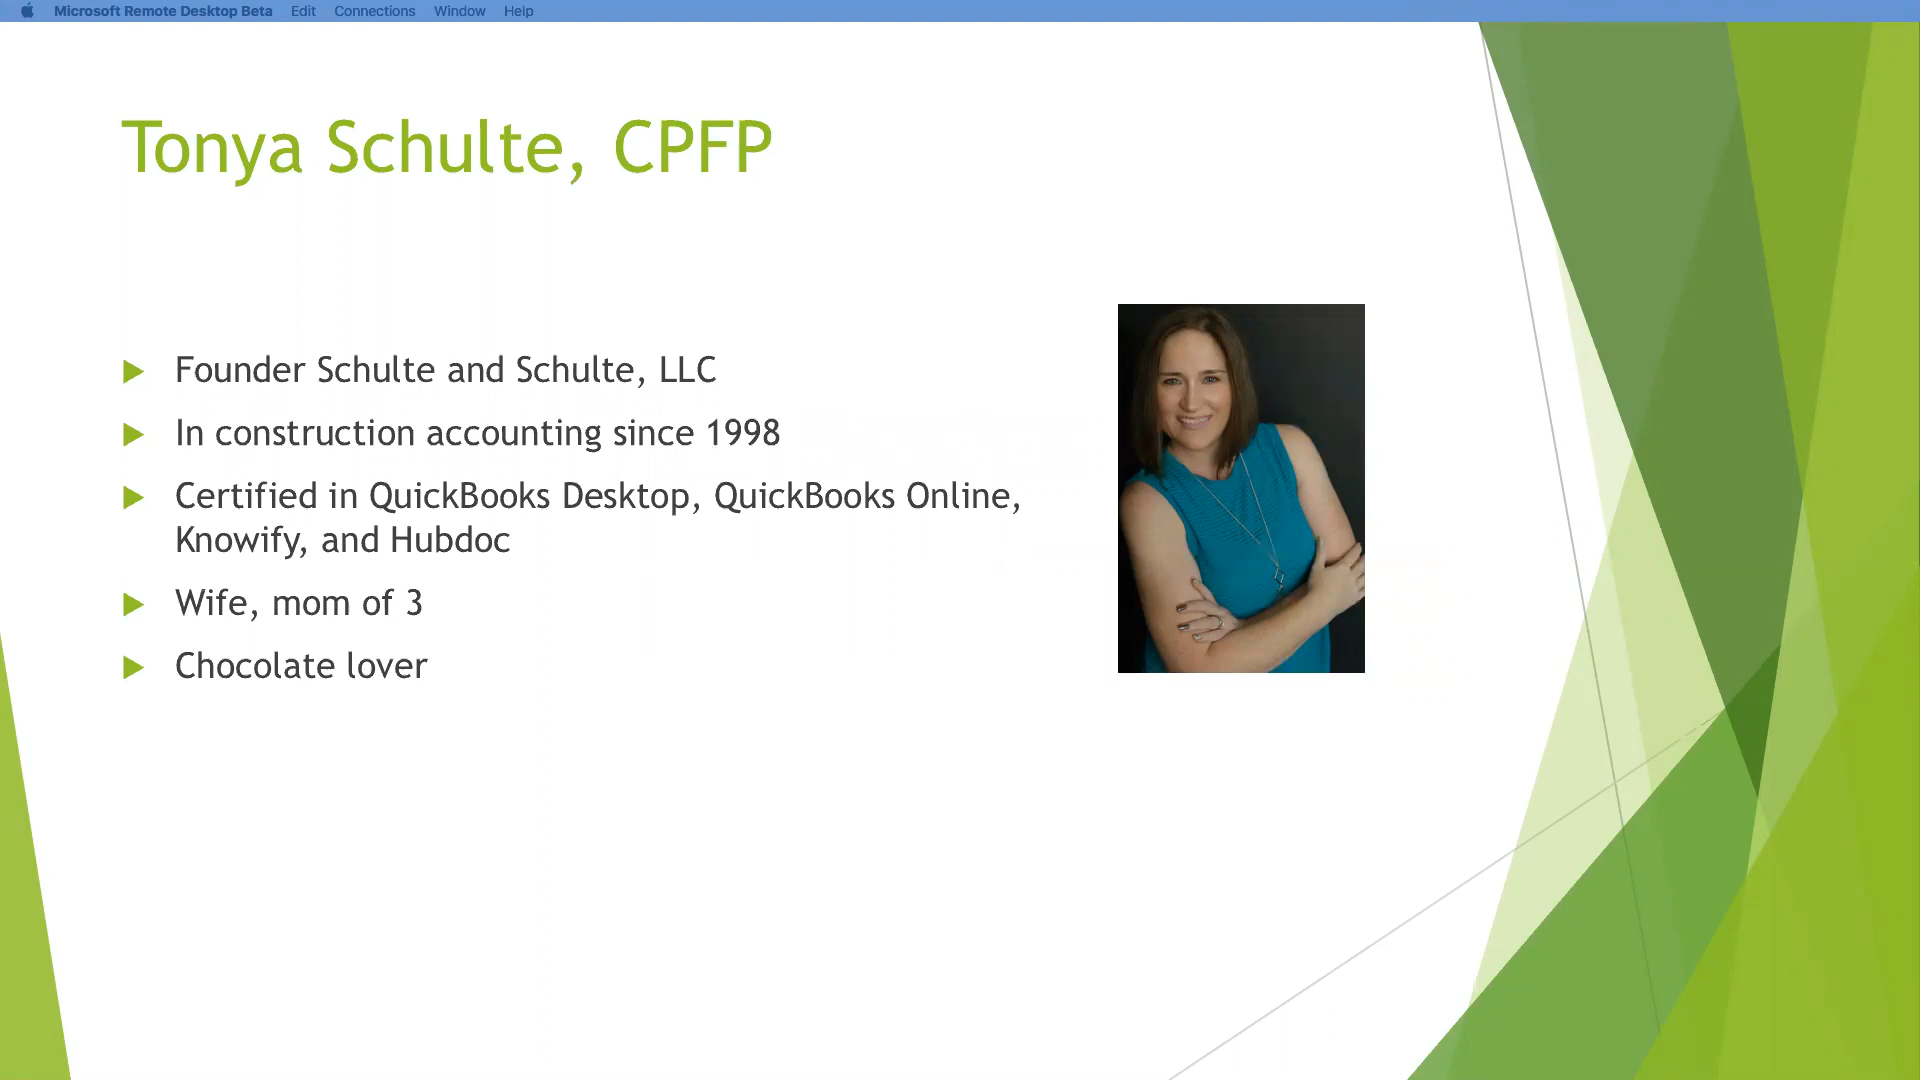 Microsoft Remote Desktop Beta Edit Connections Window Help
Tonya Schulte, CPFP
Founder Schulte and Schulte, LLC
In construction accounting since 1998
Certified in QuickBooks Desktop, QuickBooks Online,
Knowify, and Hubdoc
Wife, mom of 3
Chocolate lover